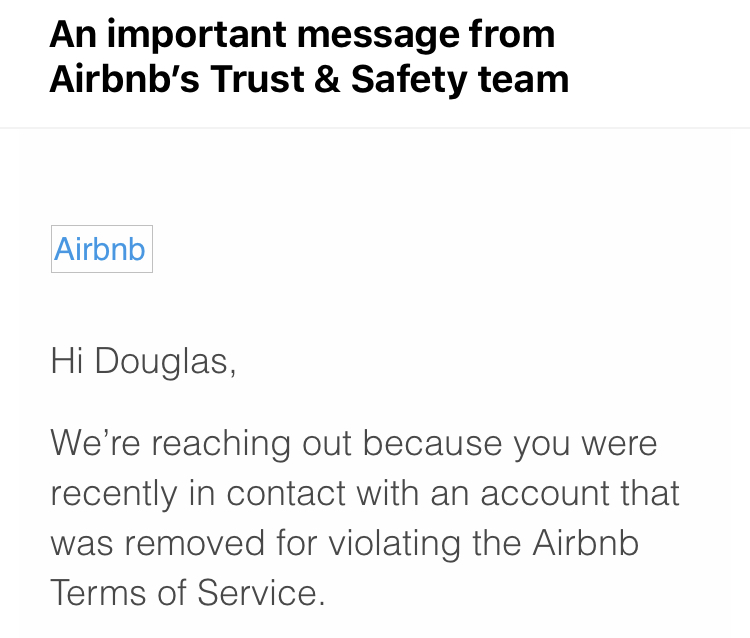 An important message from
Airbnb’s Trust & Safety team
Airbnb
Hi Douglas,
We’re reaching out because you were
recently in contact with an account that
was removed for violating the Airbnb
Terms of Service.